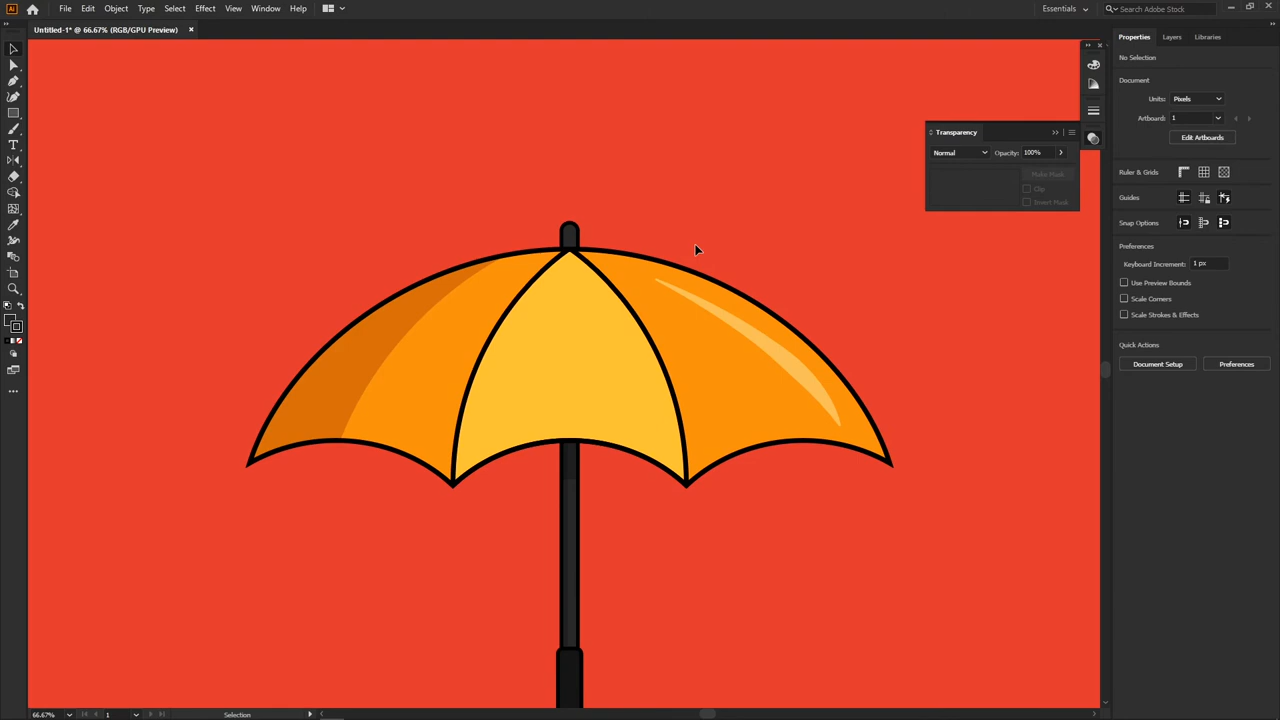 Ai File Edit Object Type Select Effect View Window Help Essentials Search Adobe Stock
Untitled-1* @ 66.67% (RGB/GPU Preview)
Properties Layers Libraries
No Selection
Document
Units: Pixels
Artboard: 1
Edit Artboards
Transparency
Normal Opacity: 100%
Make Mask
Clip
Invert Mask
Ruler & Grids
Guides
Snap Options
Preferences
Keyboard Increment: 1 px
Use Preview Bounds
Scale Corners
Scale Strokes & Effects
Quick Actions
Document Setup Preferences
66.67% 1 Selection